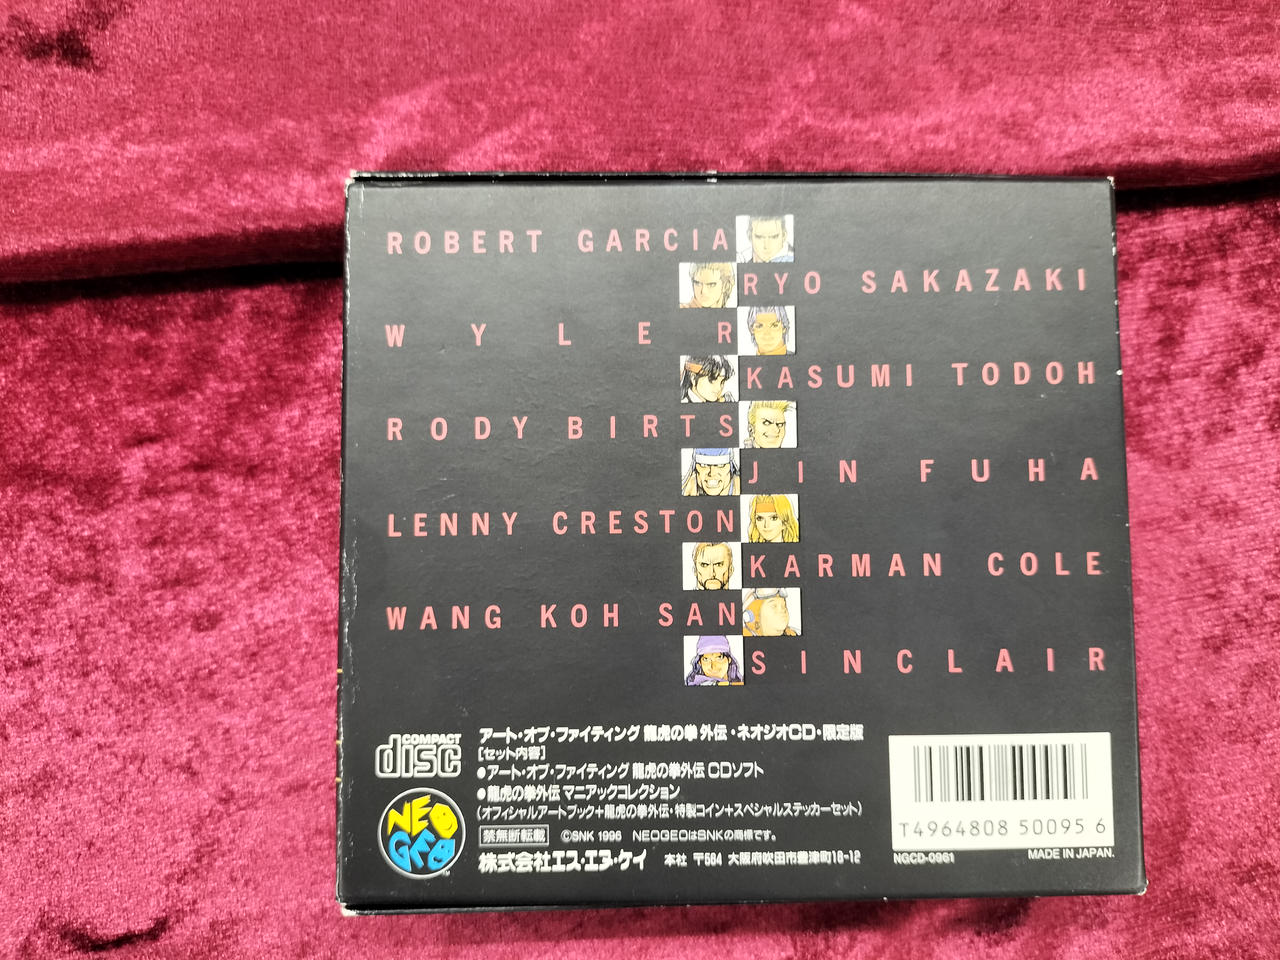 ROBERT GARCIA
RYO SAKAZAKI
WYLER
KASUMI TODOH
RODY BIRTS
JIN FUHA
LENNY CRESTON
KARMAN COLE
WANG KOH SAN
SINCLAIR
COMPACT
disc
アート・オブ・ファイティング 龍虎の拳 外伝・ネオジオCD・限定版
[セット内容]
●アート・オブ・ファイティング 龍虎の拳外伝 CDソフト
●龍虎の拳外伝 マニアックコレクション
(オフィシャルアートブック+龍虎の拳外伝・特製コイン+スペシャルステッカーセット)
禁無断転載 ©SNK 1996 NEOGEOはSNKの商標です。
株式会社エス・エヌ・ケイ 本社 〒564 大阪府吹田市豊津町18-12
NEO
GEO
TM
T4964808 50095 6
NGCD-0961 MADE IN JAPAN.